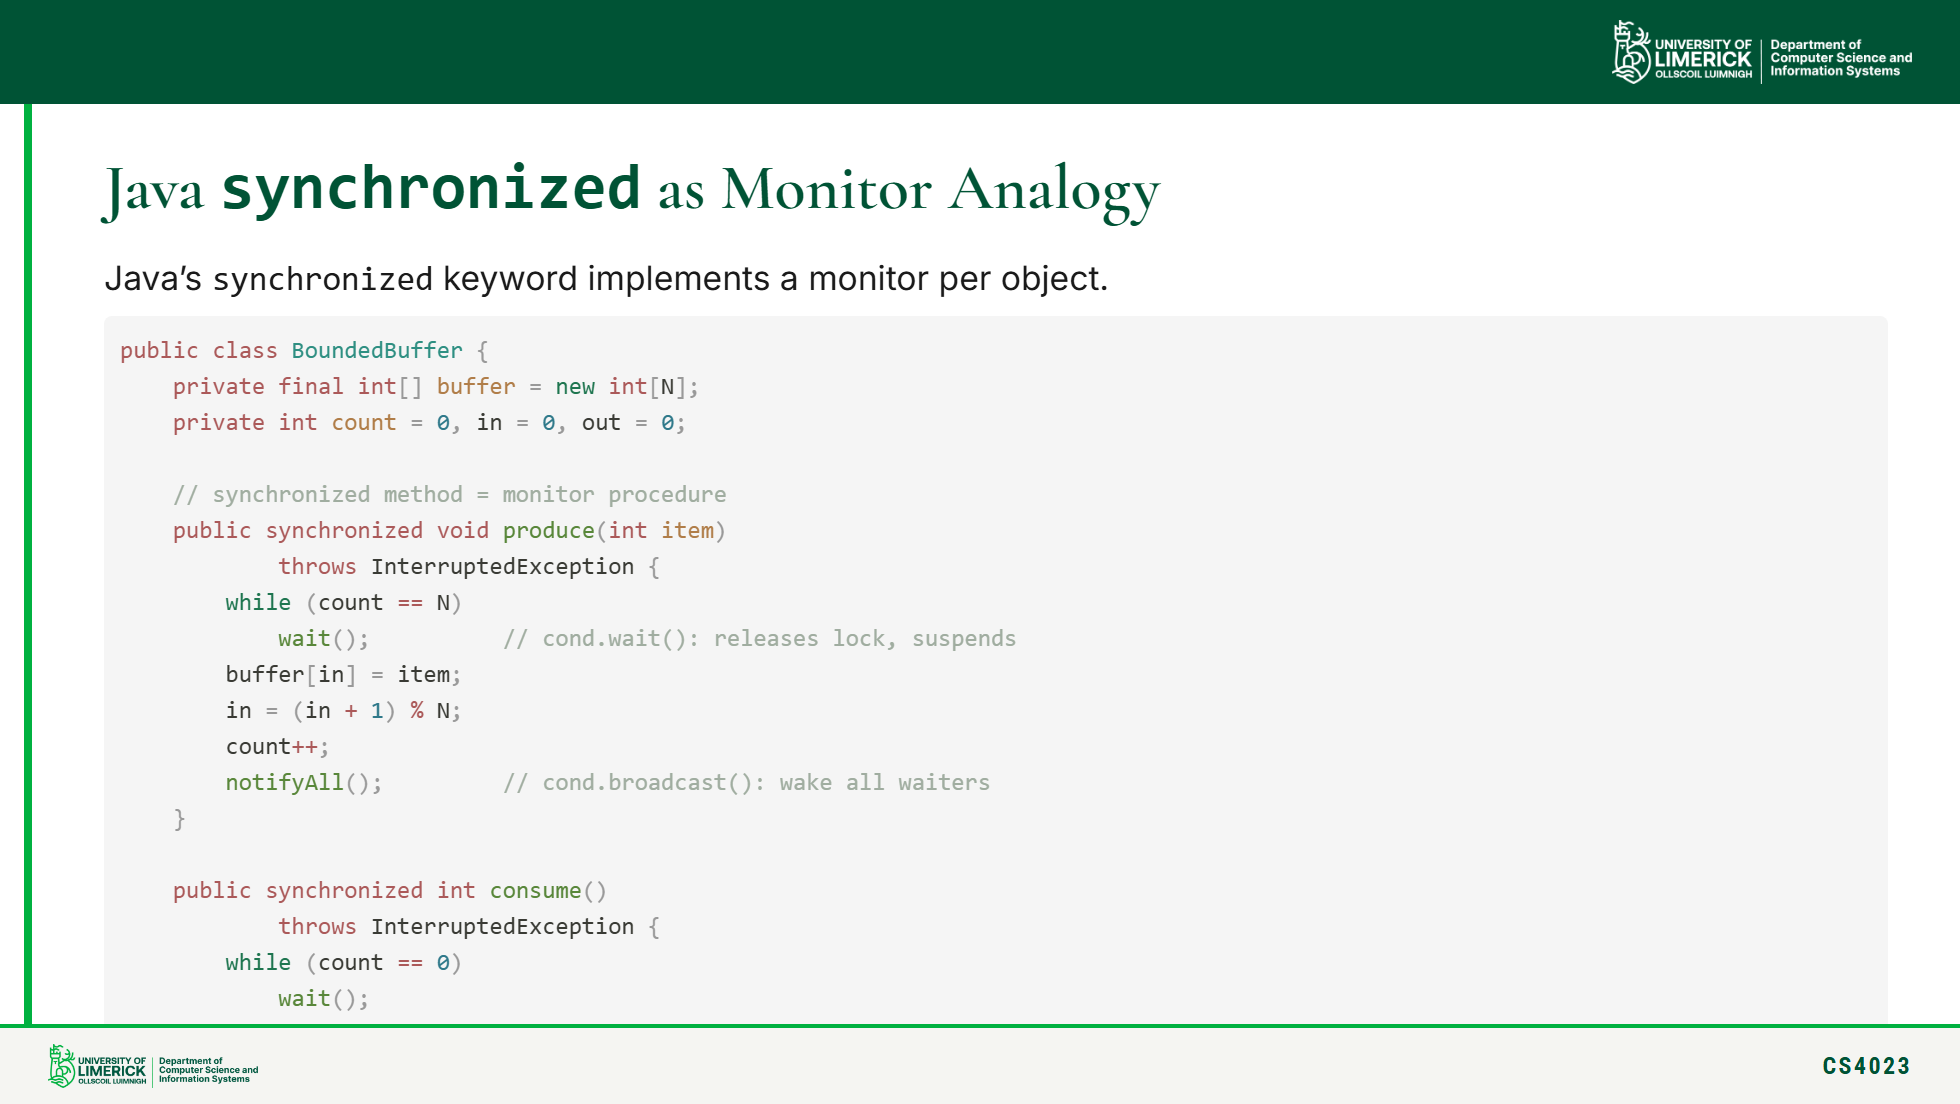 UNIVERSITY OF
LIMERICK
OLLSCOIL LUIMNIGH
Department of
Computer Science and
Information Systems
Java synchronized as Monitor Analogy
Java’s synchronized keyword implements a monitor per object.
public class BoundedBuffer {
    private final int[] buffer = new int[N];
    private int count = 0, in = 0, out = 0;
    // synchronized method = monitor procedure
    public synchronized void produce(int item)
            throws InterruptedException {
        while (count == N)
            wait();          // cond.wait(): releases lock, suspends
        buffer[in] = item;
        in = (in + 1) % N;
        count++;
        notifyAll();         // cond.broadcast(): wake all waiters
    }
    public synchronized int consume()
            throws InterruptedException {
        while (count == 0)
            wait();
UNIVERSITY OF
LIMERICK
OLLSCOIL LUIMNIGH
Department of
Computer Science and
Information Systems
CS4023